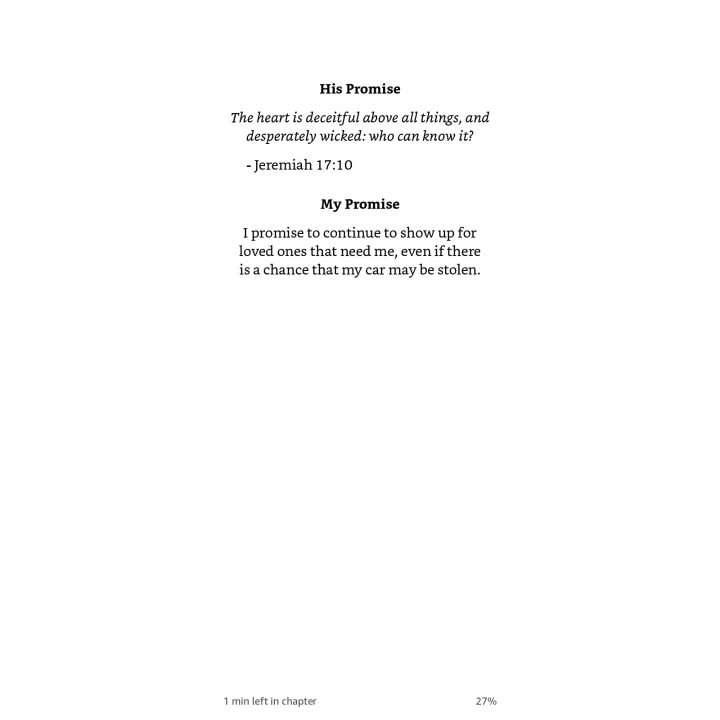 His Promise
The heart is deceitful above all things, and
desperately wicked: who can know it?
- Jeremiah 17:10
My Promise
I promise to continue to show up for
loved ones that need me, even if there
is a chance that my car may be stolen.
1 min left in chapter
27%